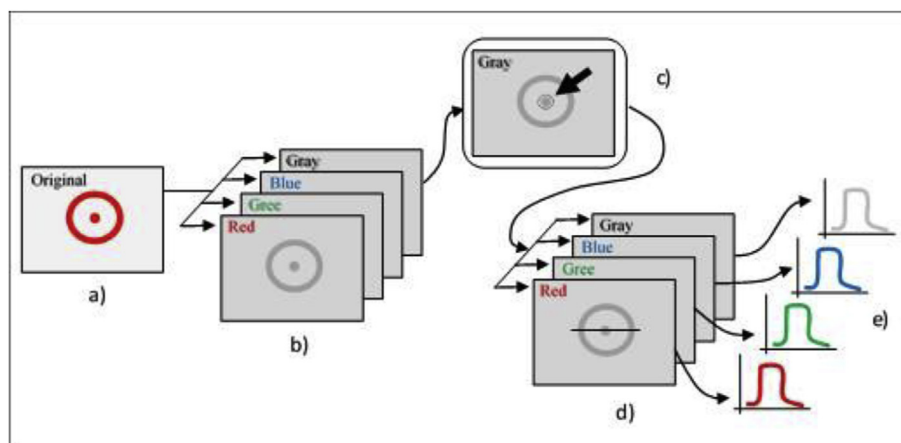 Original
a)
Gray
Blue
Gree
Red
b)
Gray
c)
Gray
Blue
Gree
Red
d)
e)